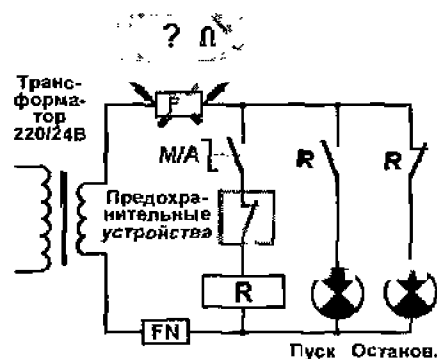 ? Ω
F
Транс-
форма-
тор
220/24В
М/А
R
R
Предохра-
нительные
устройства
R
FN
Пуск Останов.